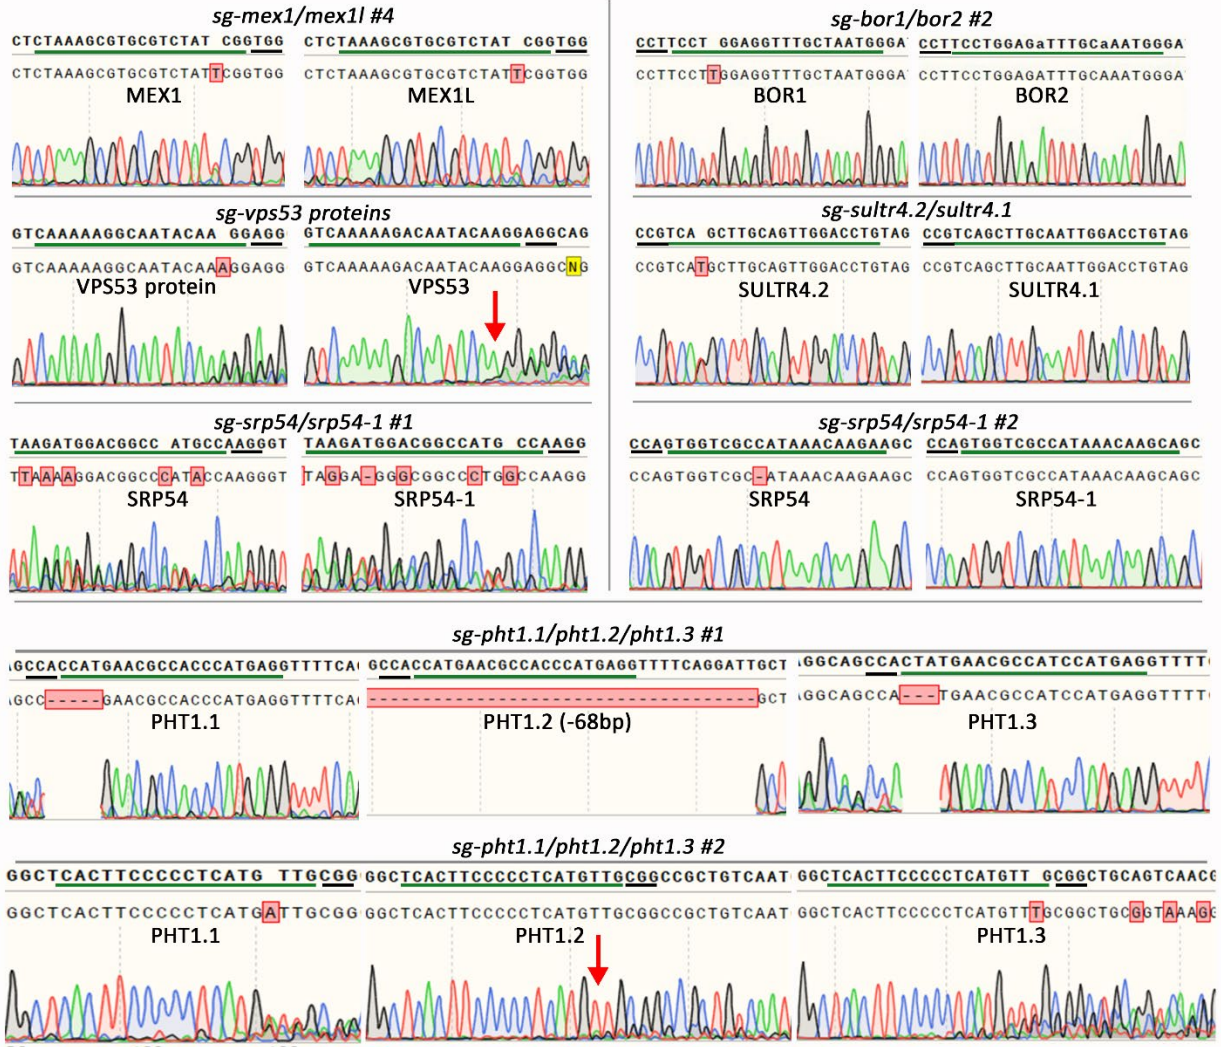 sg-mex1/mex1l #4
CTCTAAAGCGTGCGTCTAT CGGTGG
CTCTAAAGCGTGCGTCTAT CGGTGG
CTCTAAAGCGTGCGTCTATTCGGTGG
CTCTAAAGCGTGCGTCTATTCGGTGG
MEX1
MEX1L
sg-bor1/bor2 #2
CCTTCCT GGAGGTTTGCTAATGGGA
CCTTCCTGGAGaTTTGCaAATGGGA
CCTTCCTTGGAGGTTTGCTAATGGGA
CCTTCCTGGAGATTTGCAAATGGGA
BOR1
BOR2
sg-vps53 proteins
GTCAAAAAGGCAATACAA GGAGG
GTCAAAAAGACAATACAAGGAGGCAG
GTCAAAAAGGCAATACAAAGGAGG
GTCAAAAAGACAATACAAGGAGGCNG
VPS53 protein
VPS53
sg-sultr4.2/sultr4.1
CCGTCA GCTTGCAGTTGGACCTGTAG
CCGTCAGCTTGCAATTGGACCTGTAG
CCGTCATGCTTGCAGTTGGACCTGTAG
CCGTCAGCTTGCAATTGGACCTGTAG
SULTR4.2
SULTR4.1
sg-srp54/srp54-1 #1
TAAGATGGACGGCC ATGCCAAGGGT
TAAGATGGACGGCCATG CCAAGG
TTAAAAGGACGGCCCATACCAAGGGT
TAGGA-GGGCGGCCCTGGCCAAGG
SRP54
SRP54-1
sg-srp54/srp54-1 #2
CCAGTGGTCGCCATAAACAAGAAGC
CCAGTGGTCGCCATAAACAAGCAGC
CCAGTGGTCGC-ATAAACAAGAAGC
CCAGTGGTCGCCATAAACAAGCAGC
SRP54
SRP54-1
sg-pht1.1/pht1.2/pht1.3 #1
GCCACCATGAACGCCACCCATGAGGTTTTCA
GCCACCATGAACGCCACCCATGAGGTTTTCAGGATTGCT
AGGCAGCCACTATGAACGCCATCCATGAGGTTTT
GCC-----GAACGCCACCCATGAGGTTTTCA
GCT
AGGCAGCCA---TGAACGCCATCCATGAGGTTTT
PHT1.1
PHT1.2 (-68bp)
PHT1.3
sg-pht1.1/pht1.2/pht1.3 #2
GGCTCACTTCCCCCTCATG TTGCGG
GGCTCACTTCCCCCTCATGTTGCGGCCGCTGTCAAT
GGCTCACTTCCCCCTCATGTT GCGGCTGCAGTCAACG
GGCTCACTTCCCCCTCATGATTGCGG
GGCTCACTTCCCCCTCATGTTGCGGCCGCTGTCAAT
GGCTCACTTCCCCCTCATGTTTGCGGCTGCGGTAAAGG
PHT1.1
PHT1.2
PHT1.3